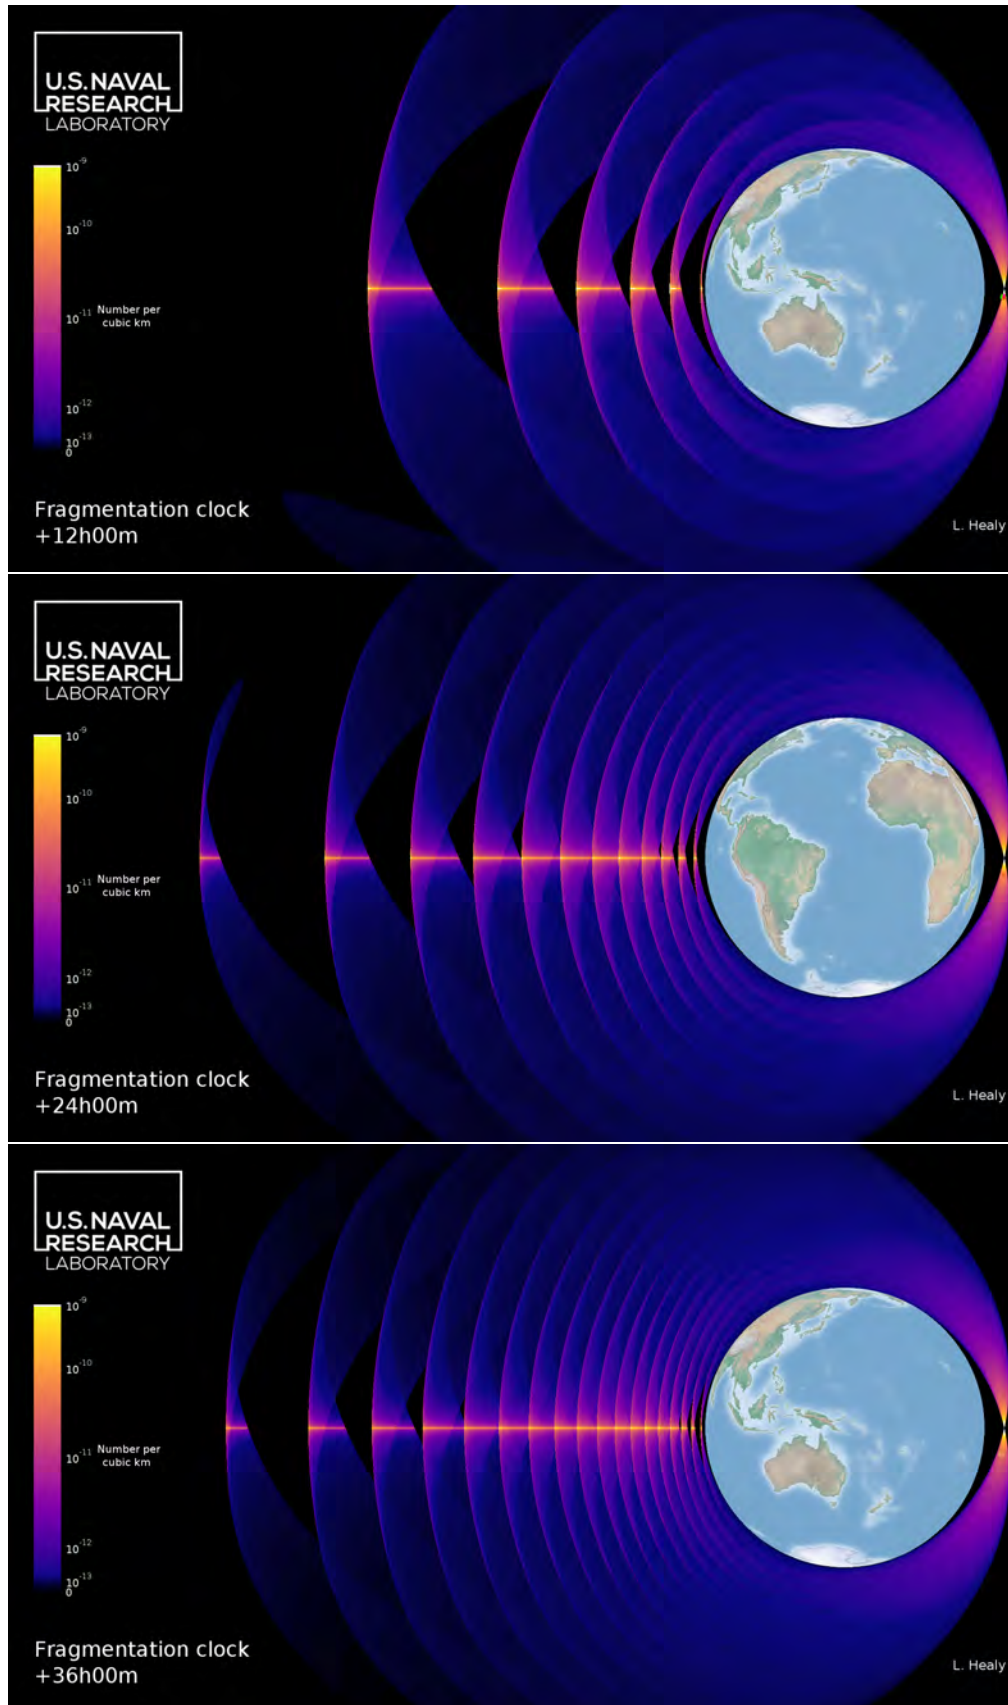 U.S. NAVAL
RESEARCH
LABORATORY
10⁻⁹
10⁻¹⁰
10⁻¹¹
Number per
cubic km
10⁻¹²
10⁻¹³
0
Fragmentation clock
+12h00m
L. Healy
U.S. NAVAL
RESEARCH
LABORATORY
10⁻⁹
10⁻¹⁰
10⁻¹¹
Number per
cubic km
10⁻¹²
10⁻¹³
0
Fragmentation clock
+24h00m
L. Healy
U.S. NAVAL
RESEARCH
LABORATORY
10⁻⁹
10⁻¹⁰
10⁻¹¹
Number per
cubic km
10⁻¹²
10⁻¹³
0
Fragmentation clock
+36h00m
L. Healy